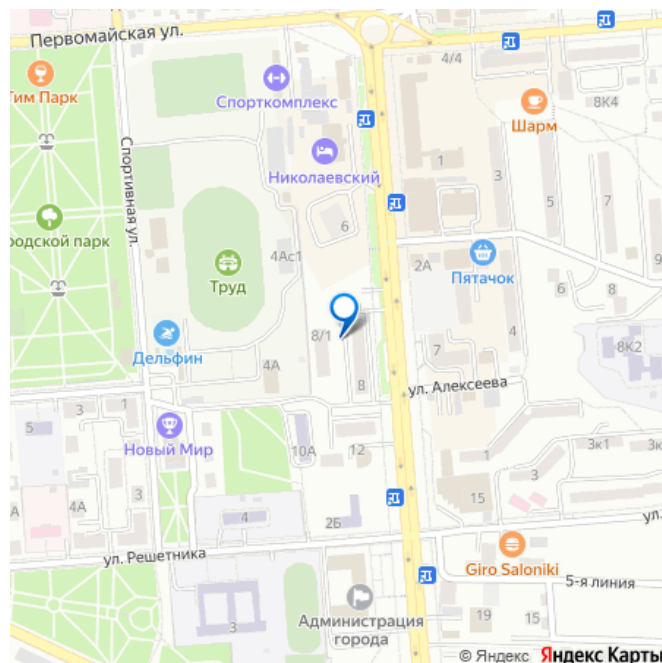 Первомайская ул.
4/4
Тим Парк
Спорткомплекс
8К4
Шарм
Спортивная ул.
Николаевский
1
3
5
7
6
родской парк
4Ас1
Труд
2А
Пятачок
9
6
8
8/1
4
Дельфин
4А
7
8К2
8
ул. Алексеева
3
1
5
Новый Мир
10А
12
1
3к1
3к
3
4А
3
15
4
2Б
ул.
ул. Решетника
Giro Saloniki
5-я линия
Администрация
города
3
19
15
© Яндекс Яндекс Карты